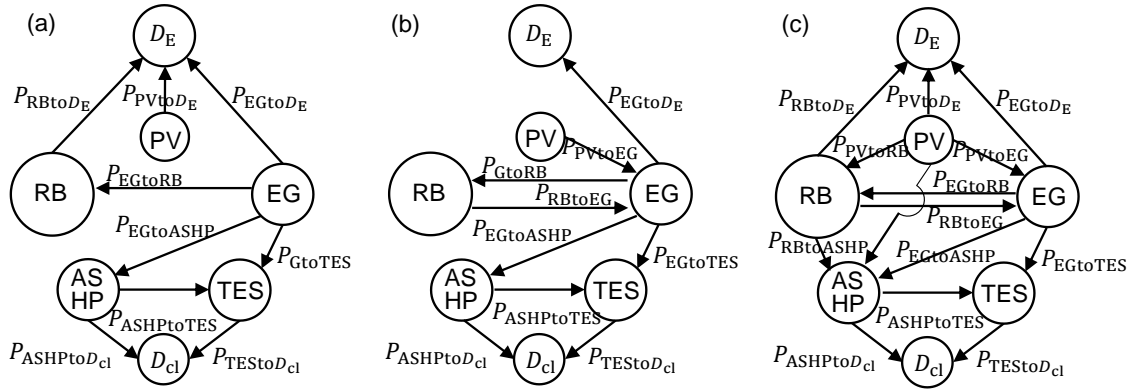 (a)
D_E
P_RBtoD_E
P_PVtoD_E
P_EGtoD_E
PV
RB
P_EGtoRB
EG
P_EGtoASHP
P_GtoTES
AS
HP
TES
P_ASHPtoTES
P_ASHPtoD_cl
D_cl
P_TEStoD_cl
(b)
D_E
P_EGtoD_E
PV
P_PVtoEG
P_GtoRB
RB
EG
P_RBtoEG
P_EGtoASHP
P_EGtoTES
AS
HP
TES
P_ASHPtoTES
P_ASHPtoD_cl
D_cl
P_TEStoD_cl
(c)
D_E
P_RBtoD_E
P_PVtoD_E
P_EGtoD_E
PV
P_PVtoRB
P_PVtoEG
RB
P_EGtoRB
EG
P_RBtoEG
P_RBtoASHP
P_EGtoASHP
P_EGtoTES
AS
HP
TES
P_ASHPtoTES
P_ASHPtoD_cl
D_cl
P_TEStoD_cl